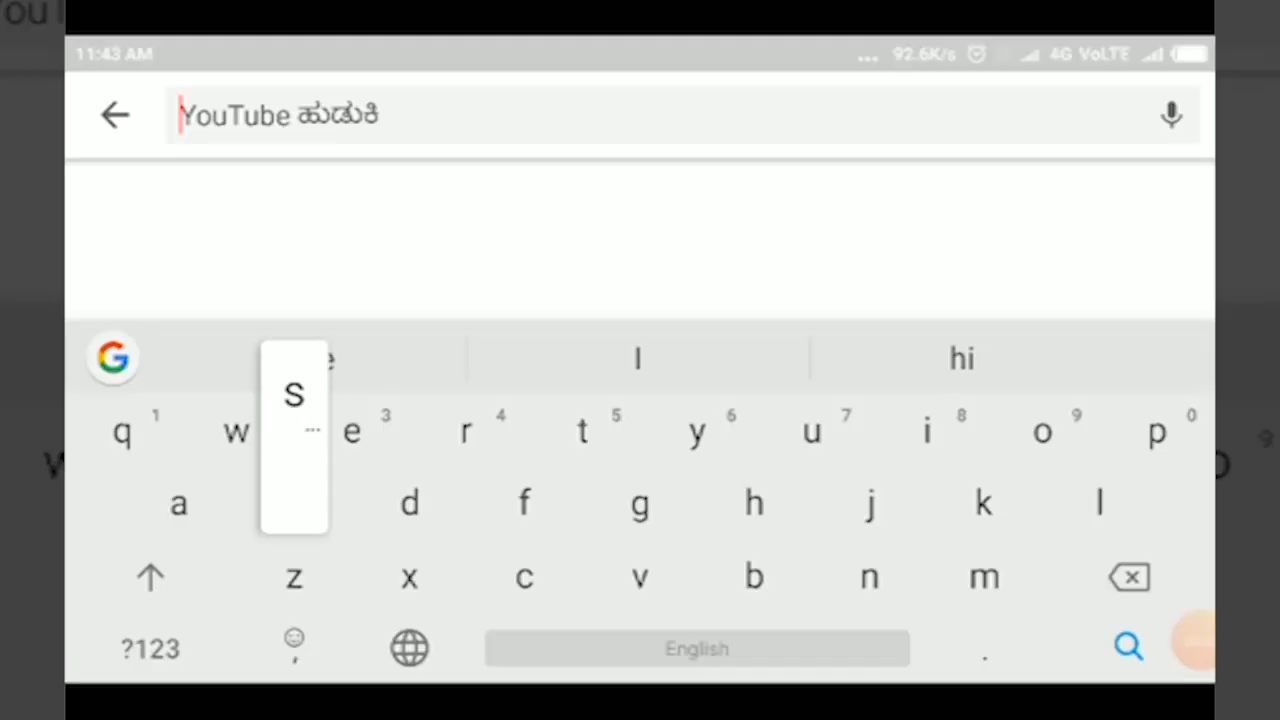 11:43 AM ... 92.6K/s 4G VoLTE
YouTube ಹುಡುಕಿ
I hi
q 1 w e 3 r 4 t 5 y 6 u 7 i 8 o 9 p 0
S
...
a d f g h j k l
z x c v b n m
?123 , English .